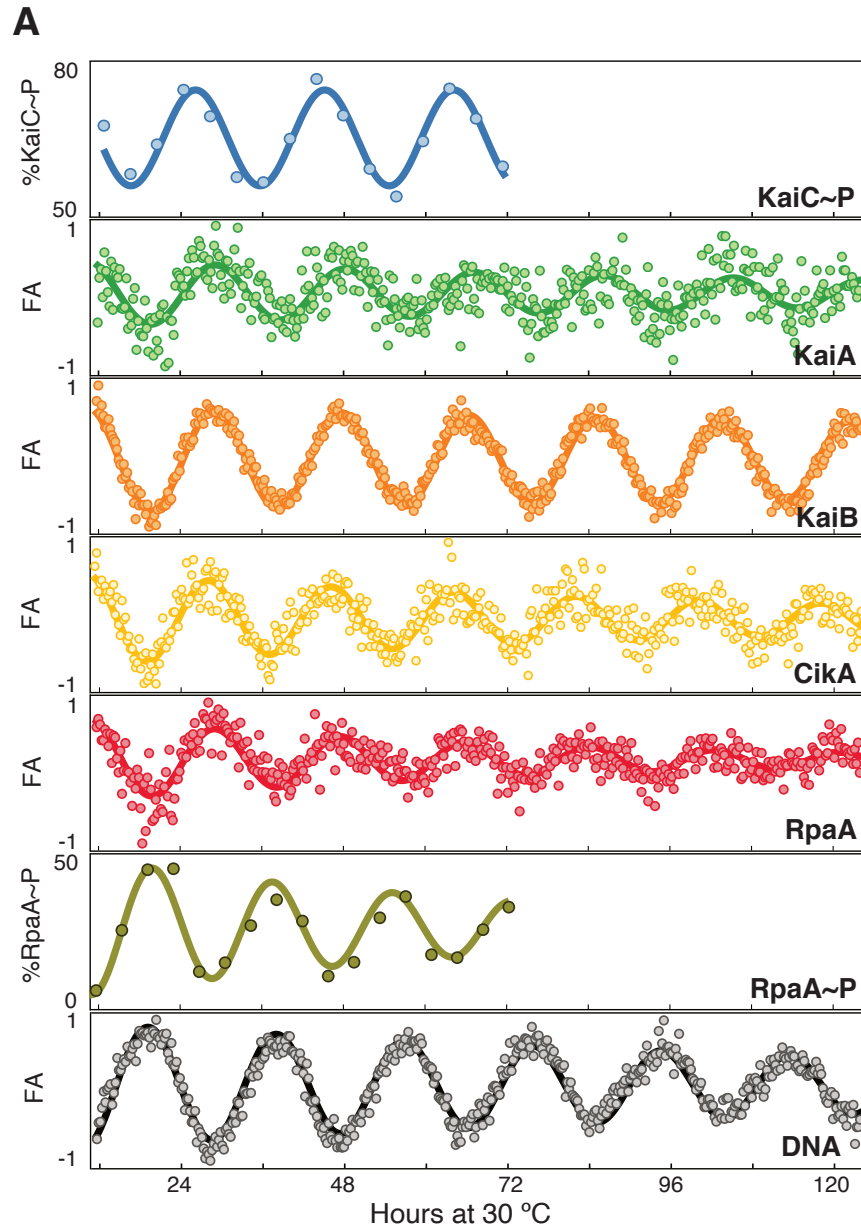 A
80
%KaiC~P
50
KaiC~P
1
FA
-1
KaiA
1
FA
-1
KaiB
1
FA
-1
CikA
1
FA
-1
RpaA
50
%RpaA~P
0
RpaA~P
1
FA
-1
DNA
24 48 72 96 120
Hours at 30 ºC